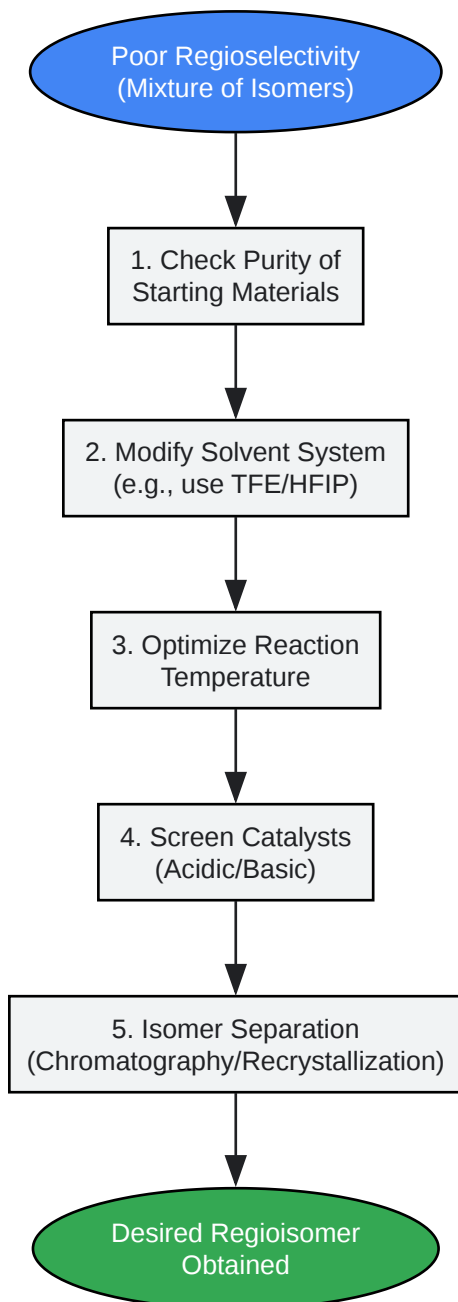 Poor Regioselectivity
(Mixture of Isomers)
1. Check Purity of
Starting Materials
2. Modify Solvent System
(e.g., use TFE/HFIP)
3. Optimize Reaction
Temperature
4. Screen Catalysts
(Acidic/Basic)
5. Isomer Separation
(Chromatography/Recrystallization)
Desired Regioisomer
Obtained